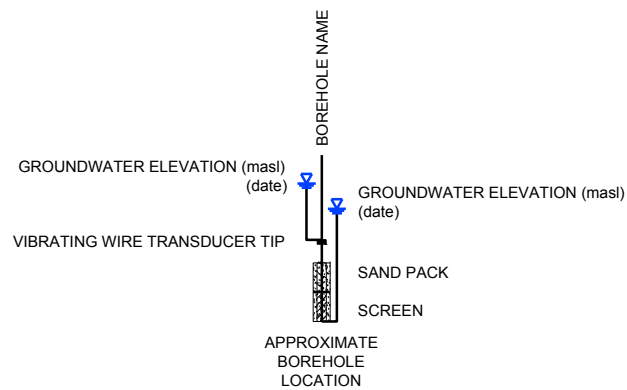 BOREHOLE NAME
GROUNDWATER ELEVATION (masl)
(date)
GROUNDWATER ELEVATION (masl)
(date)
VIBRATING WIRE TRANSDUCER TIP
SAND PACK
SCREEN
APPROXIMATE
BOREHOLE
LOCATION